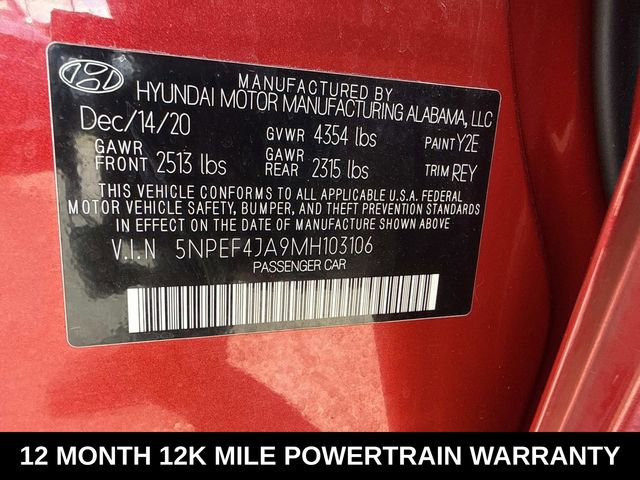 MANUFACTURED BY
HYUNDAI MOTOR MANUFACTURING ALABAMA, LLC
Dec/14/20 GVWR 4354 lbs PAINT Y2E
GAWR FRONT 2513 lbs GAWR REAR 2315 lbs TRIM REY
THIS VEHICLE CONFORMS TO ALL APPLICABLE U.S.A. FEDERAL
MOTOR VEHICLE SAFETY, BUMPER, AND THEFT PREVENTION STANDARDS
IN EFFECT ON THE DATE OF MANUFACTURE SHOWN ABOVE.
V.I.N 5NPEF4JA9MH103106
PASSENGER CAR
12 MONTH 12K MILE POWERTRAIN WARRANTY